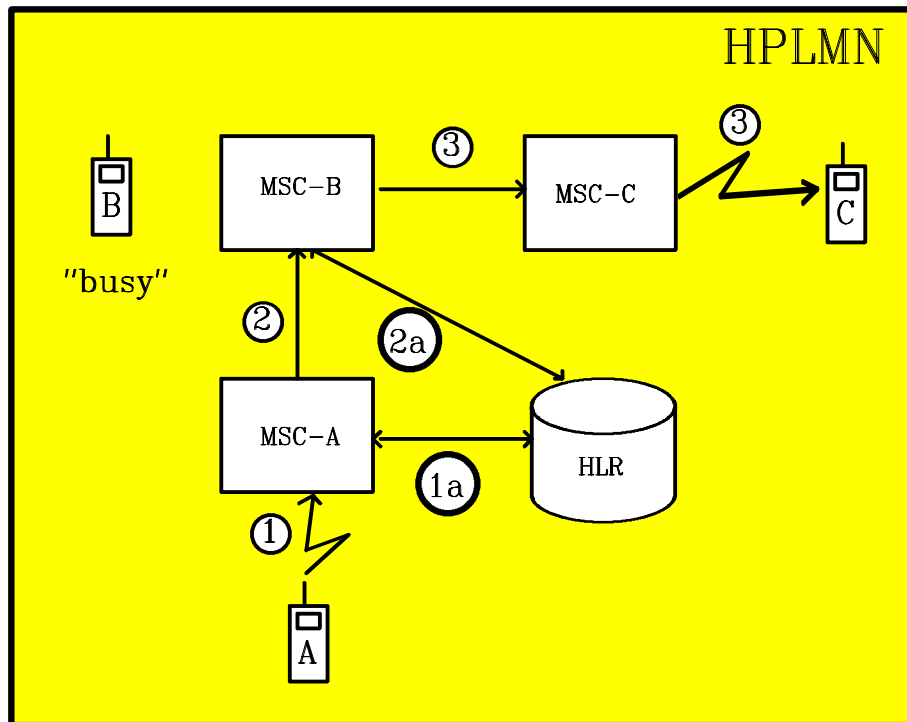 HPLMN
3
3
MSC-B
MSC-C
B
C
"busy"
2
2a
MSC-A
HLR
1a
1
A